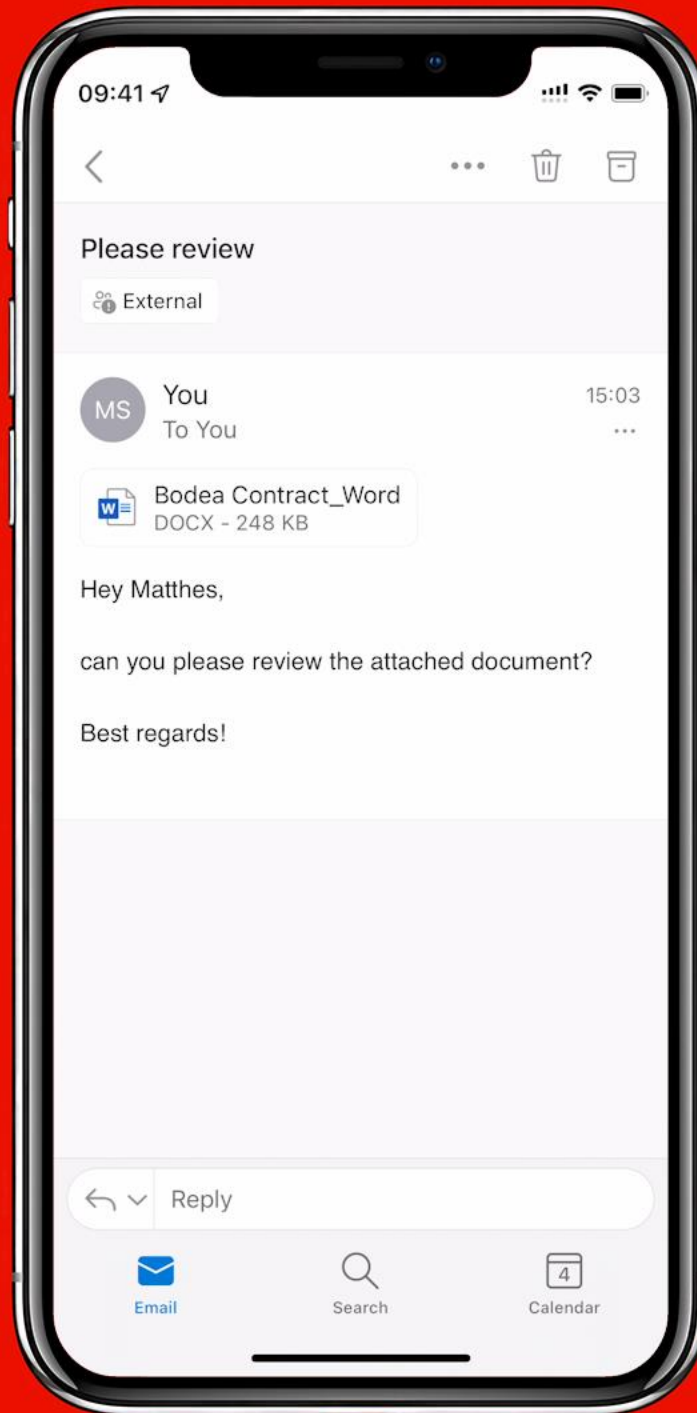 09:41
Please review
External
MS
You
15:03
To You
W
Bodea Contract_Word
DOCX - 248 KB
Hey Matthes,
can you please review the attached document?
Best regards!
Reply
4
Email
Search
Calendar